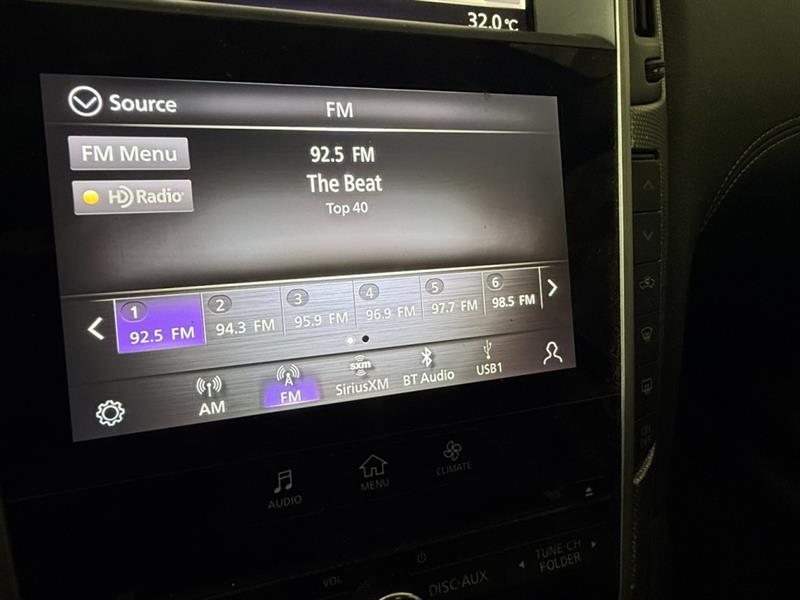 32.0°C
Source
FM
FM Menu
92.5 FM
HD Radio
The Beat
Top 40
1 2 3 4 5 6
92.5 FM 94.3 FM 95.9 FM 96.9 FM 97.7 FM 98.5 FM
sxm
AM FM SiriusXM BT Audio USB1
AUDIO MENU CLIMATE
VOL
DISC·AUX
TUNE·CH
FOLDER